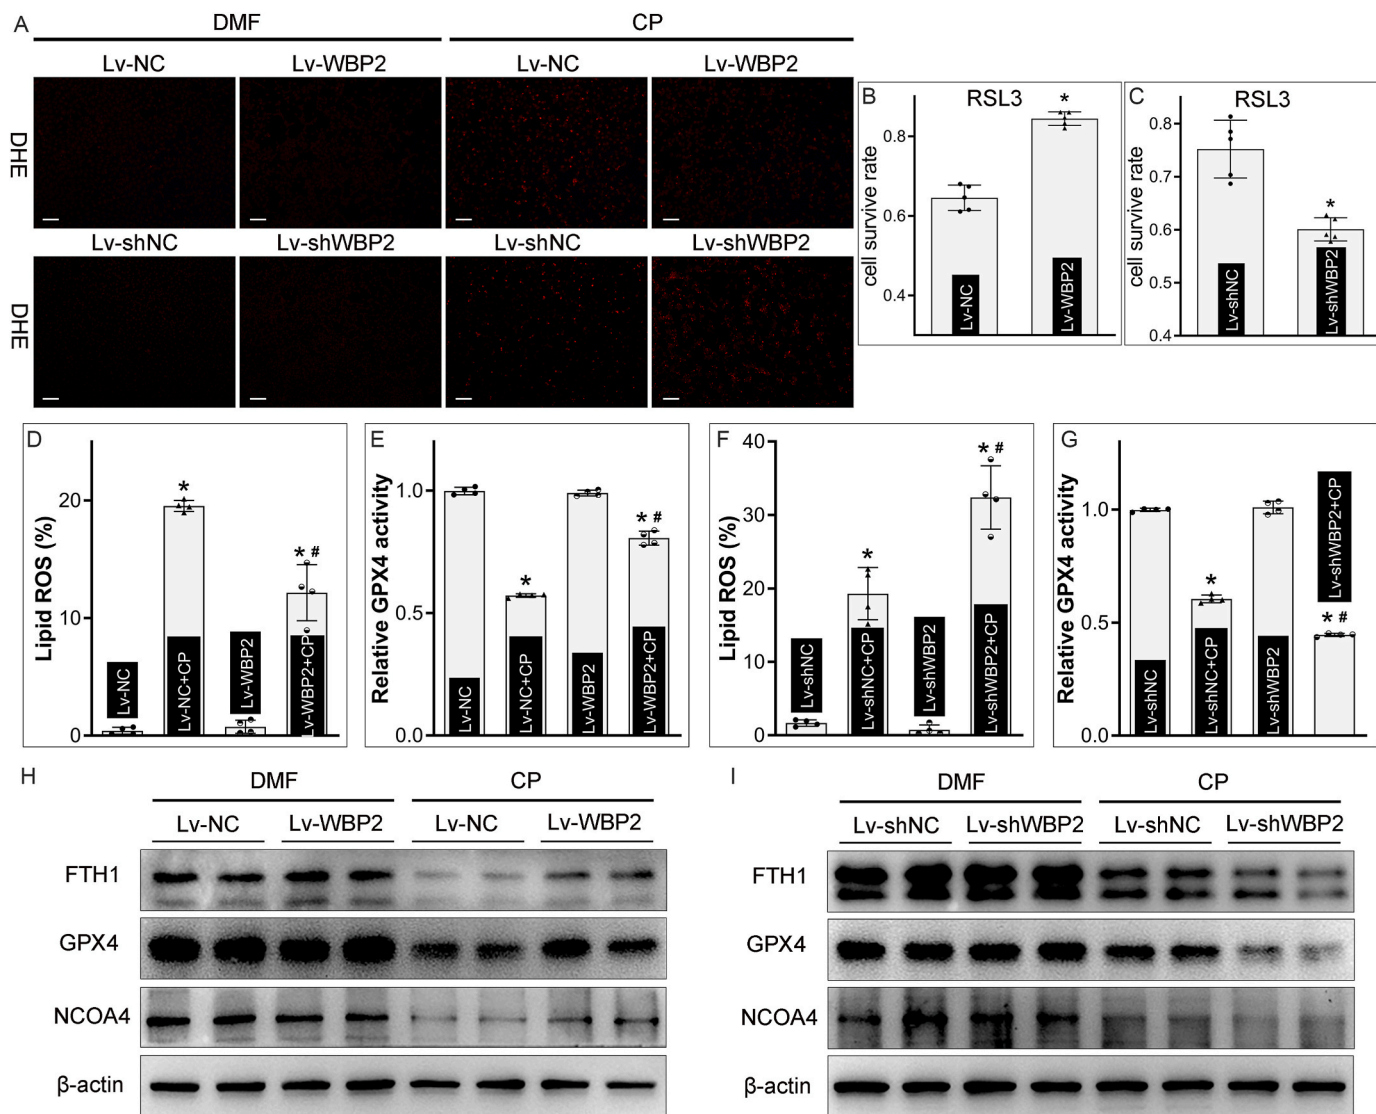 A
DMF
CP
Lv-NC
Lv-WBP2
Lv-NC
Lv-WBP2
DHE
Lv-shNC
Lv-shWBP2
Lv-shNC
Lv-shWBP2
DHE
B
RSL3
cell survive rate
0.8
0.6
0.4
*
Lv-NC
Lv-WBP2
C
RSL3
cell survive rate
0.8
0.7
0.6
0.5
0.4
*
Lv-shNC
Lv-shWBP2
D
Lipid ROS (%)
20
10
0
*
* #
Lv-NC
Lv-NC+CP
Lv-WBP2
Lv-WBP2+CP
E
Relative GPX4 activity
1.0
0.5
0.0
*
* #
Lv-NC
Lv-NC+CP
Lv-WBP2
Lv-WBP2+CP
F
Lipid ROS (%)
40
30
20
10
0
*
* #
Lv-shNC
Lv-shNC+CP
Lv-shWBP2
Lv-shWBP2+CP
G
Relative GPX4 activity
1.0
0.5
0.0
*
* #
Lv-shNC
Lv-shNC+CP
Lv-shWBP2
Lv-shWBP2+CP
H
DMF
CP
Lv-NC
Lv-WBP2
Lv-NC
Lv-WBP2
FTH1
GPX4
NCOA4
β-actin
I
DMF
CP
Lv-shNC
Lv-shWBP2
Lv-shNC
Lv-shWBP2
FTH1
GPX4
NCOA4
β-actin